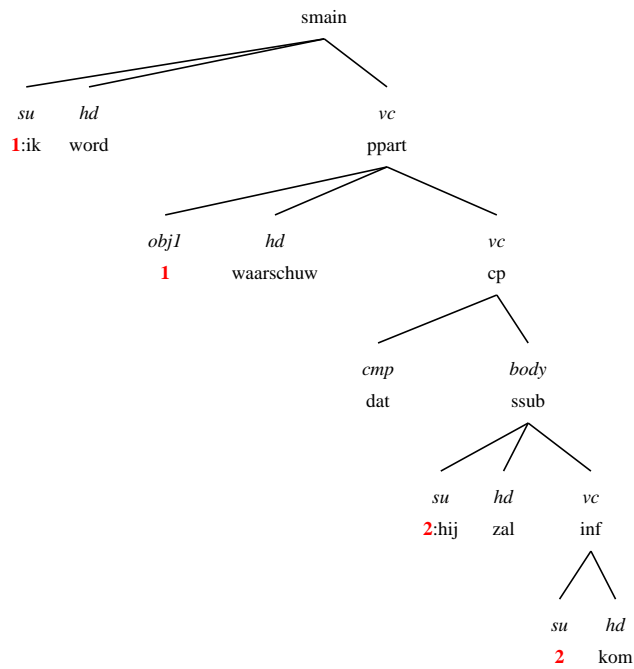 smain
su hd vc
1:ik word ppart
obj1 hd vc
1 waarschuw cp
cmp body
dat ssub
su hd vc
2:hij zal inf
su hd
2 kom